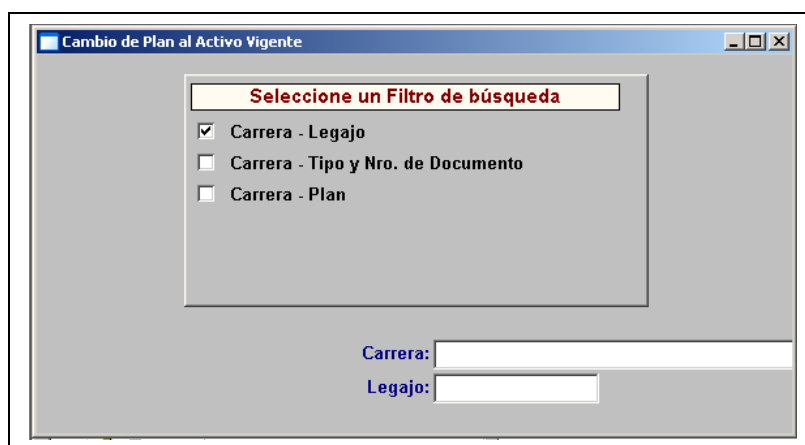 Cambio de Plan al Activo Vigente
Seleccione un Filtro de búsqueda
Carrera - Legajo
Carrera - Tipo y Nro. de Documento
Carrera - Plan
Carrera:
Legajo: